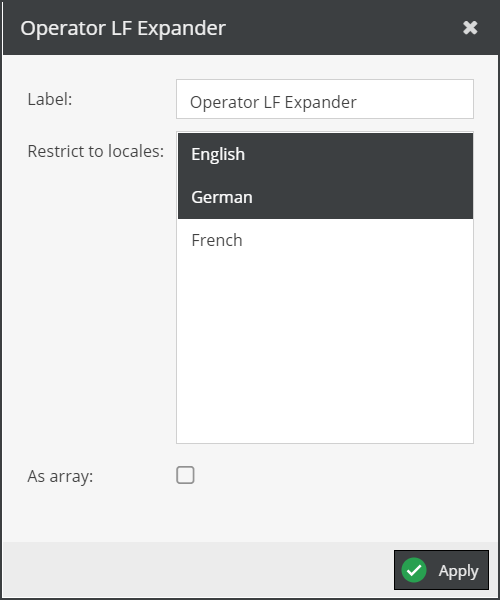 Operator LF Expander
Label:
Operator LF Expander
Restrict to locales:
English
German
French
As array:
Apply